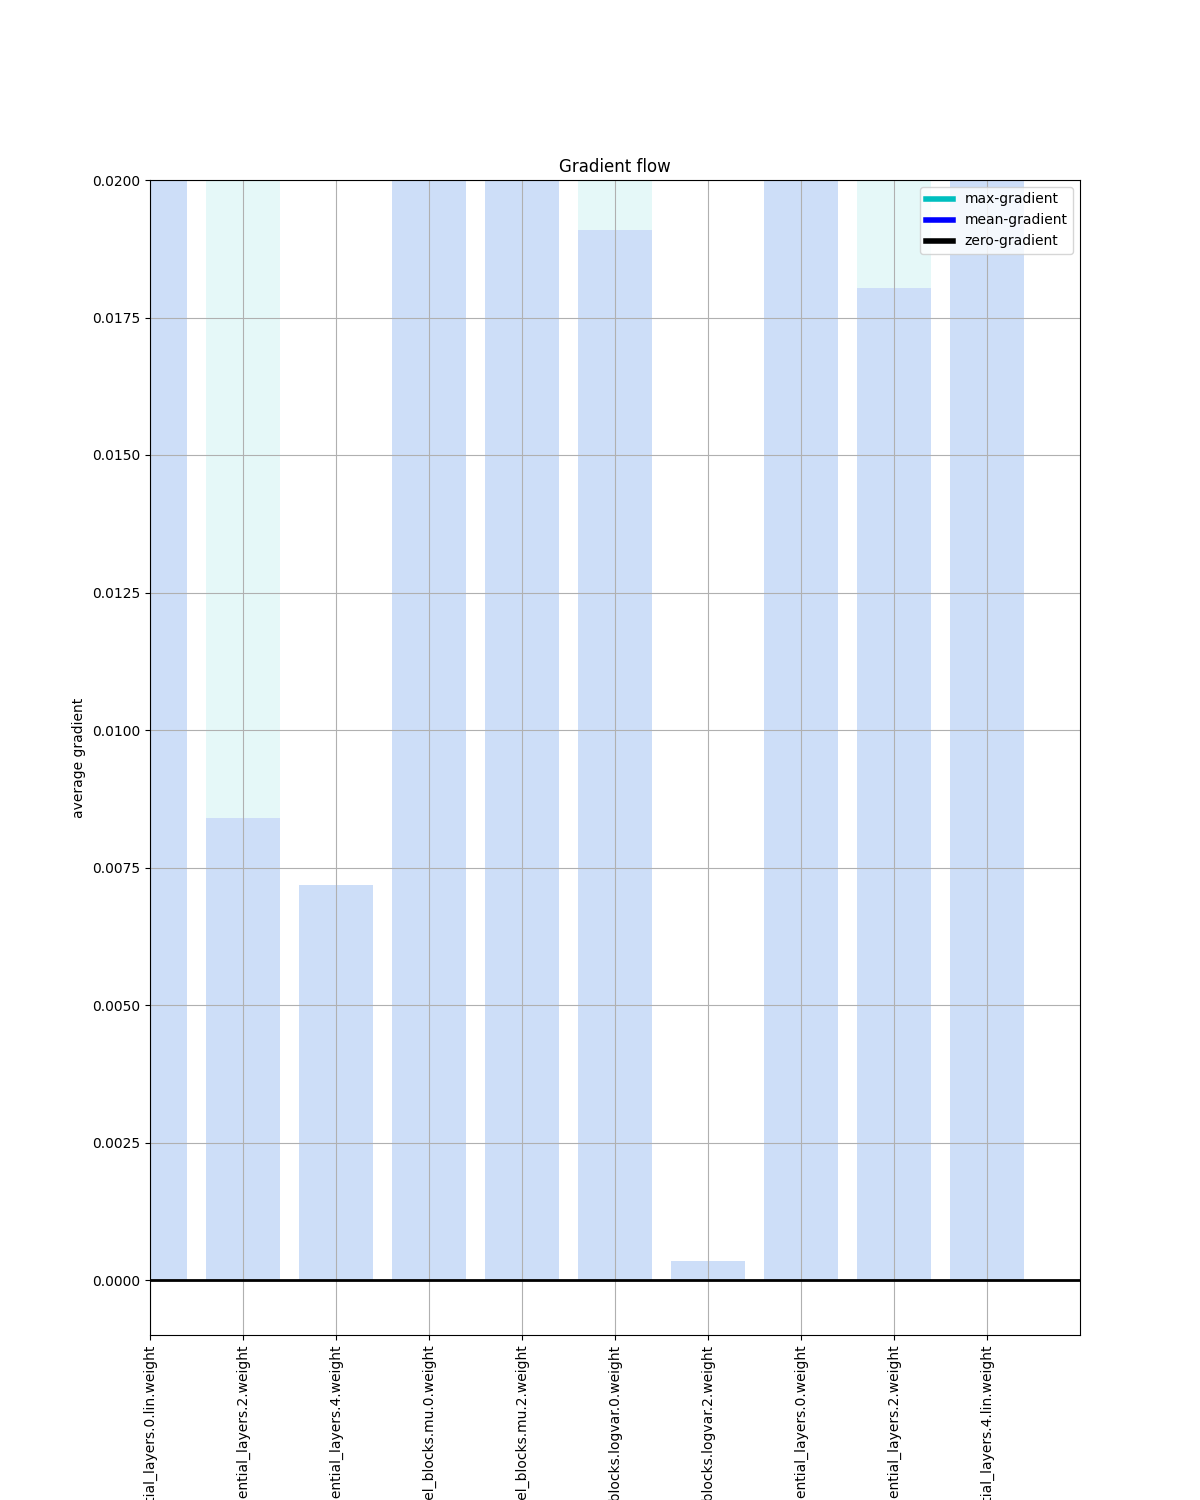 Gradient flow
0.0200
0.0175
0.0150
0.0125
0.0100
0.0075
0.0050
0.0025
0.0000
average gradient
max-gradient
mean-gradient
zero-gradient
tial_layers.0.lin.weight
ential_layers.2.weight
ential_layers.4.weight
el_blocks.mu.0.weight
el_blocks.mu.2.weight
blocks.logvar.0.weight
blocks.logvar.2.weight
ential_layers.0.weight
ential_layers.2.weight
tial_layers.4.lin.weight